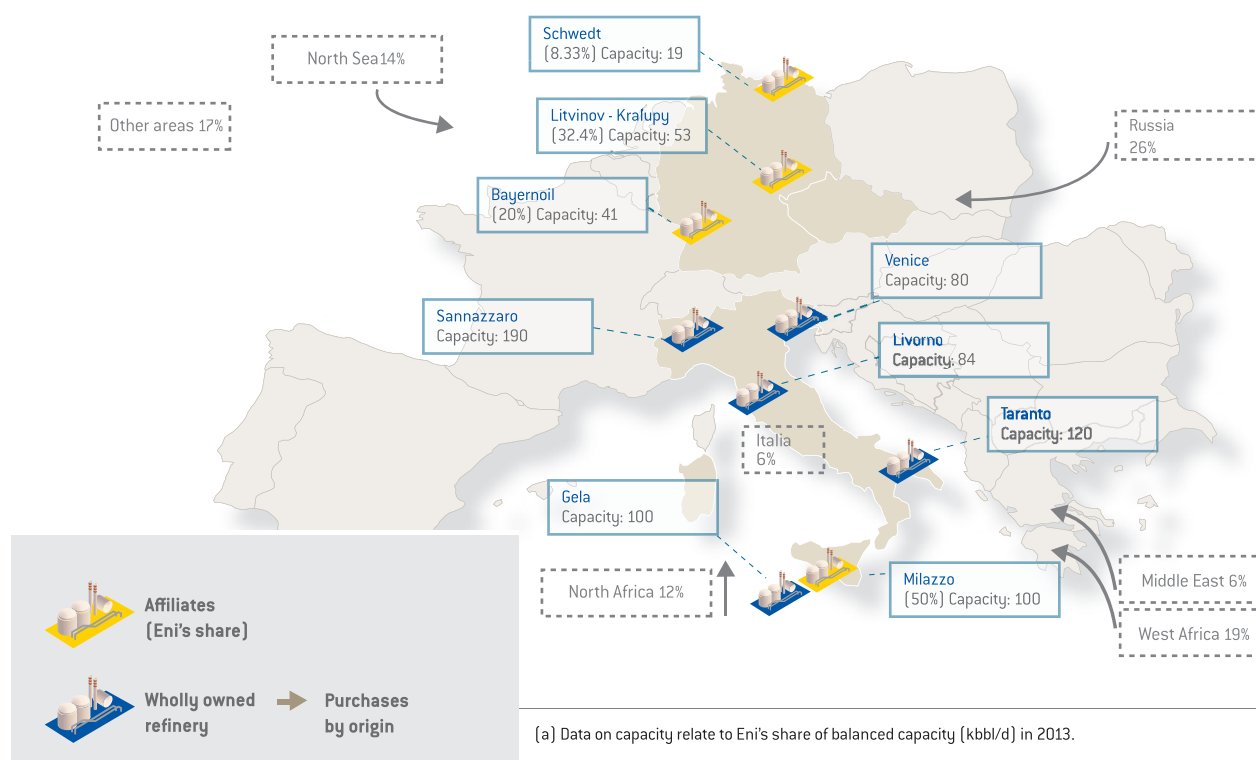 Schwedt
(8.33%) Capacity: 19
North Sea 14%
Litvinov - Kralupy
(32.4%) Capacity: 53
Other areas 17%
Russia
26%
Bayernoil
(20%) Capacity: 41
Venice
Capacity: 80
Sannazzaro
Capacity: 190
Livorno
Capacity: 84
Taranto
Capacity: 120
Italia
6%
Gela
Capacity: 100
North Africa 12%
Milazzo
(50%) Capacity: 100
Middle East 6%
West Africa 19%
Affiliates
(Eni's share)
Wholly owned
refinery
Purchases
by origin
(a) Data on capacity relate to Eni's share of balanced capacity (kbbl/d) in 2013.